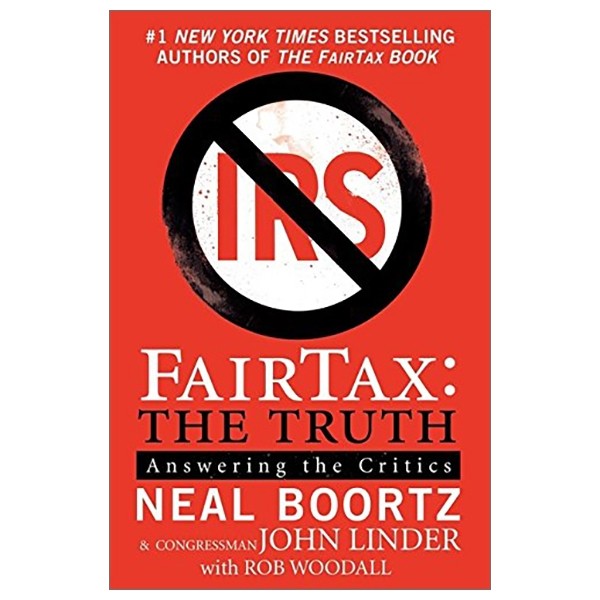 #1 NEW YORK TIMES BESTSELLING
AUTHORS OF THE FAIRTAX BOOK
IRS
FAIRTAX:
THE TRUTH
Answering the Critics
NEAL BOORTZ
& CONGRESSMAN JOHN LINDER
with ROB WOODALL